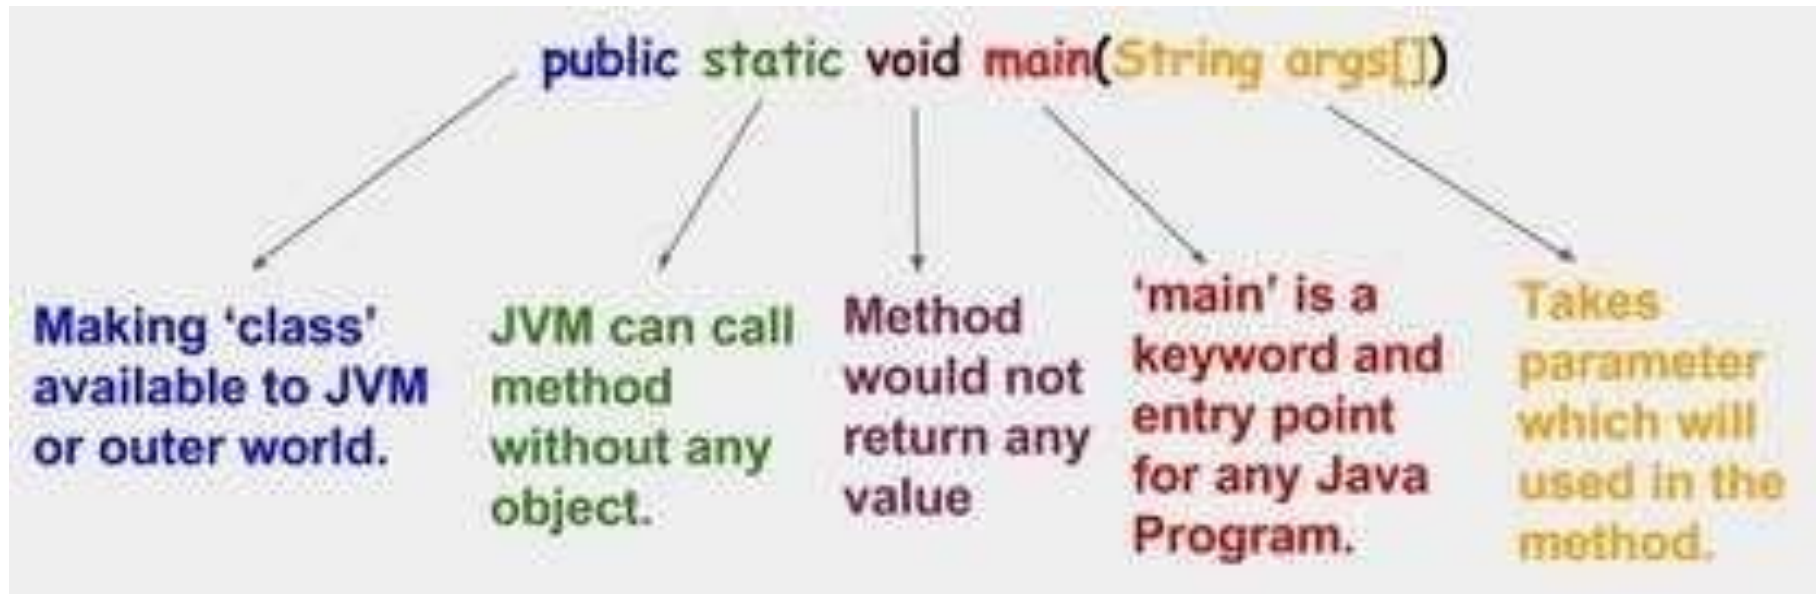 public static void main(String args[])
Making ‘class’
available to JVM
or outer world.
JVM can call
method
without any
object.
Method
would not
return any
value
‘main’ is a
keyword and
entry point
for any Java
Program.
Takes
parameter
which will
used in the
method.